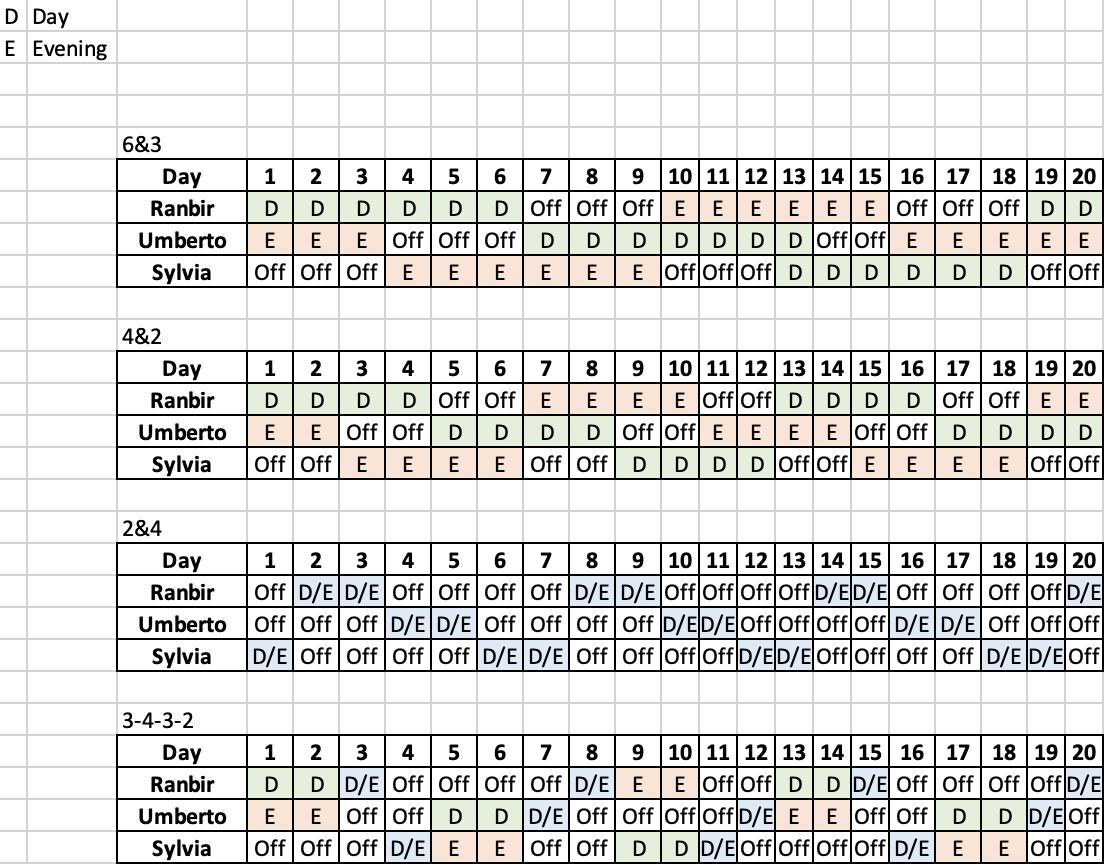 D Day
E Evening
6&3
Day 1 2 3 4 5 6 7 8 9 10 11 12 13 14 15 16 17 18 19 20
Ranbir D D D D D D Off Off Off E E E E E E Off Off Off D D
Umberto E E E Off Off Off D D D D D D D Off Off E E E E E
Sylvia Off Off Off E E E E E E Off Off Off D D D D D D Off Off
4&2
Day 1 2 3 4 5 6 7 8 9 10 11 12 13 14 15 16 17 18 19 20
Ranbir D D D D Off Off E E E E Off Off D D D D Off Off E E
Umberto E E Off Off D D D D Off Off E E E E Off Off D D D D
Sylvia Off Off E E E E Off Off D D D D Off Off E E E E Off Off
2&4
Day 1 2 3 4 5 6 7 8 9 10 11 12 13 14 15 16 17 18 19 20
Ranbir Off D/E D/E Off Off Off Off D/E D/E Off Off Off Off D/E D/E Off Off Off Off D/E
Umberto Off Off Off D/E D/E Off Off Off Off D/E D/E Off Off Off Off D/E D/E Off Off Off
Sylvia D/E Off Off Off Off D/E D/E Off Off Off Off D/E D/E Off Off Off Off D/E D/E Off
3-4-3-2
Day 1 2 3 4 5 6 7 8 9 10 11 12 13 14 15 16 17 18 19 20
Ranbir D D D/E Off Off Off Off D/E E E Off Off D D D/E Off Off Off Off D/E
Umberto E E Off Off D D D/E Off Off Off Off D/E E E Off Off D D D/E Off
Sylvia Off Off Off D/E E E Off Off D D D/E Off Off Off Off D/E E E Off Off